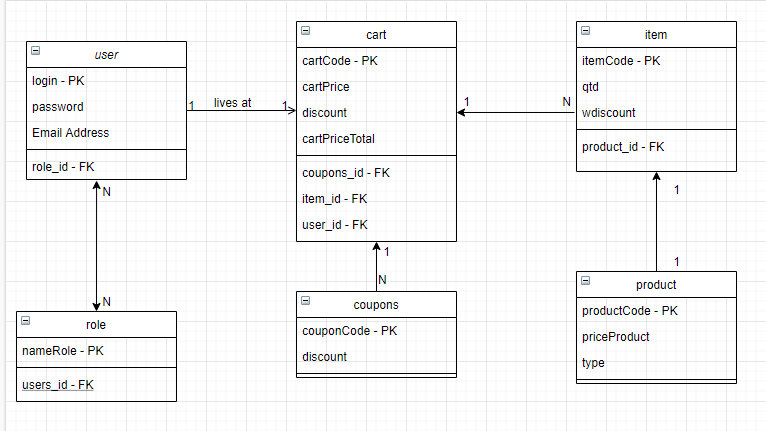 user
login - PK
password
Email Address
role_id - FK
1
lives at
1
cart
cartCode - PK
cartPrice
discount
cartPriceTotal
coupons_id - FK
item_id - FK
user_id - FK
1
N
item
itemCode - PK
qtd
wdiscount
product_id - FK
N
N
role
nameRole - PK
users_id - FK
1
N
coupons
couponCode - PK
discount
1
1
product
productCode - PK
priceProduct
type